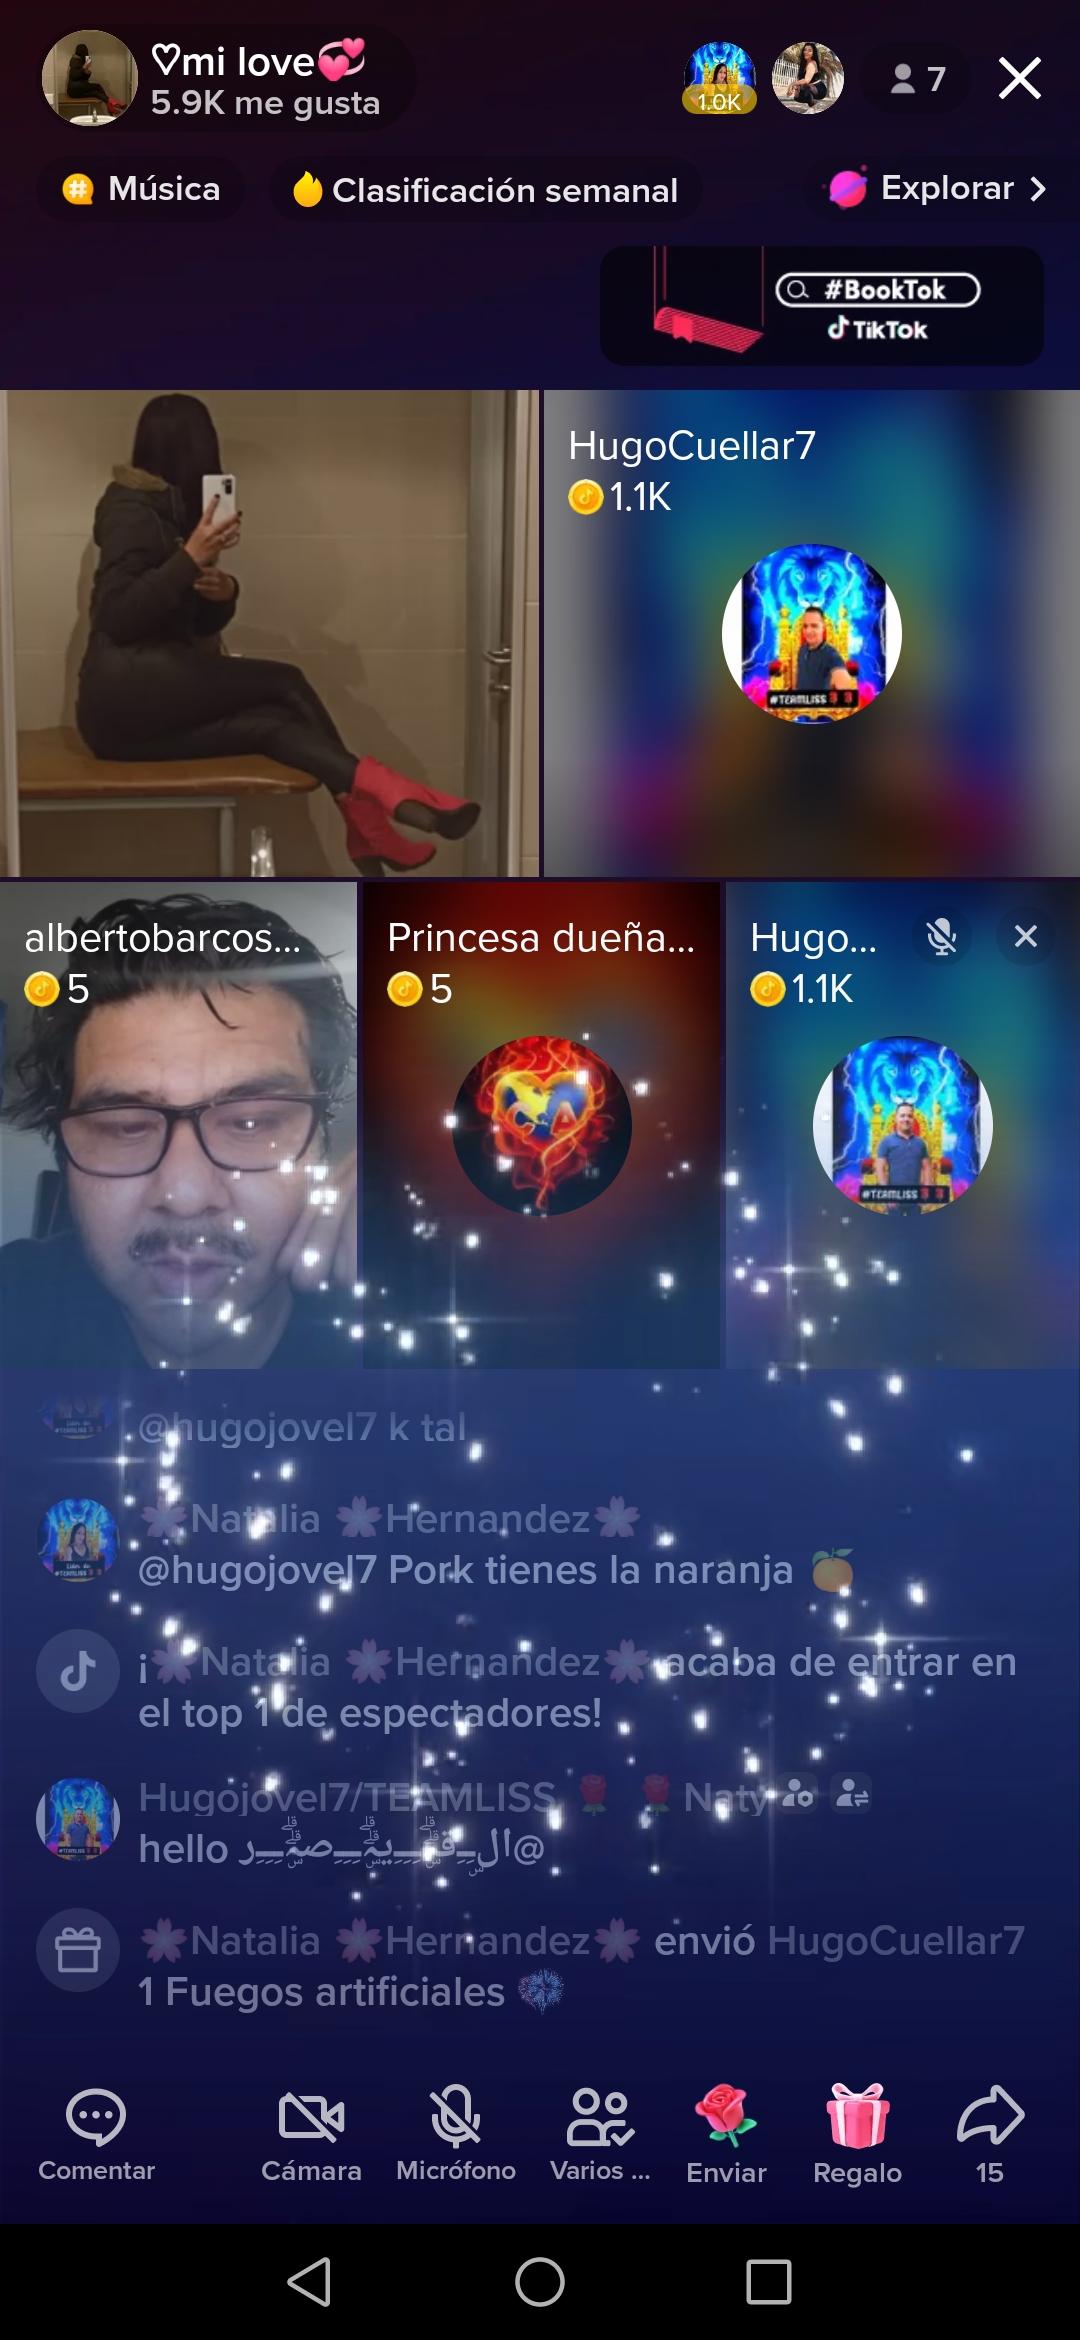 ♡mi love💞
5.9K me gusta
1.0K
7
Música
Clasificación semanal
Explorar
#BookTok
TikTok
HugoCuellar7
1.1K
#TEAMLISS
albertobarcos...
5
Princesa dueña...
5
C A
Hugo...
1.1K
#TEAMLISS
@hugojovel7 k tal
🌸Natalia 🌸Hernandez🌸
@hugojovel7 Pork tienes la naranja 🍊
¡🌸Natalia 🌸Hernandez🌸acaba de entrar en
el top 1 de espectadores!
Hugojovel7/TEAMLISS 🌹 🌹 Naty
hello
🌸Natalia 🌸Hernandez🌸 envió HugoCuellar7
1 Fuegos artificiales 🎆
Comentar
Cámara
Micrófono
Varios ...
Enviar
Regalo
15